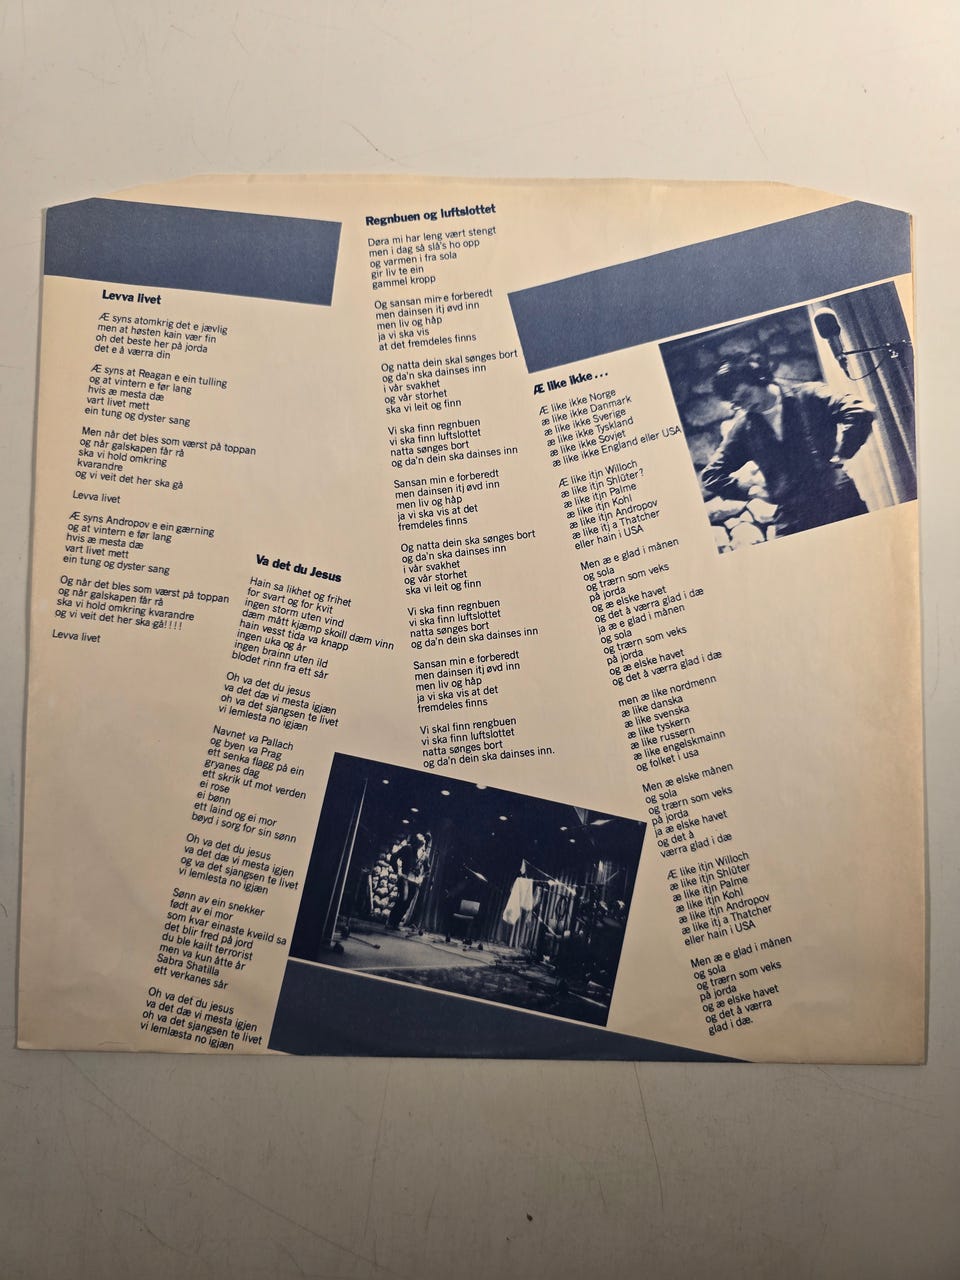 Levva livet
Æ syns atomkrig det e jævlig
men at høsten kain vær fin
oh det beste her på jorda
det e å værra din
Æ syns at Reagan e ein tulling
og at vintern e før lang
hvis æ mesta dæ
vart livet mett
ein tung og dyster sang
Men når det bles som værst på toppan
og når galskapen får rå
ska vi hold omkring
kvarandre
og vi veit det her ska gå
Levva livet
Æ syns Andropov e ein gærning
og at vintern e før lang
hvis æ mesta dæ
vart livet mett
ein tung og dyster sang
Og når det bles som værst på toppan
og når galskapen får rå
ska vi hold omkring kvarandre
og vi veit det her ska gå!!!!
Levva livet
Va det du Jesus
Hain sa likhet og frihet
for svart og for kvit
ingen storm uten vind
dæm mått kjæmp skoill dæm vinn
hain vesst tida va knapp
ingen uka og år
ingen brainn uten ild
blodet rinn fra ett sår
Oh va det du jesus
va det dæ vi mesta igjæn
oh va det sjangsen te livet
vi lemlesta no igjæn
Navnet va Pallach
og byen va Prag
ett senka flagg på ein
gryanes dag
ett skrik ut mot verden
ei rose
ei bønn
ett laind og ei mor
bøyd i sorg for sin sønn
Oh va det du jesus
va det dæ vi mesta igjen
og va det sjangsen te livet
vi lemlesta no igjæn
Sønn av ein snekker
født av ei mor
som kvar einaste kveild sa
det blir fred på jord
du ble kailt terrorist
men va kun åtte år
Sabra Shatilla
ett verkanes sår
Oh va det du jesus
va det dæ vi mesta igjen
oh va det sjangsen te livet
vi lemlæsta no igjæn
Regnbuen og luftslottet
Døra mi har leng vært stengt
men i dag så slå's ho opp
og varmen i fra sola
gir liv te ein
gammel kropp
Og sansan min e forberedt
men dainsen itj øvd inn
men liv og håp
ja vi ska vis
at det fremdeles finns
Og natta dein skal sønges bort
og da'n ska dainses inn
i vår svakhet
og vår storhet
ska vi leit og finn
Vi ska finn regnbuen
vi ska finn luftslottet
natta sønges bort
og da'n dein ska dainses inn
Sansan min e forberedt
men dainsen itj øvd inn
men liv og håp
ja vi ska vis at det
fremdeles finns
Og natta dein ska sønges bort
og da'n ska dainses inn
i vår svakhet
og vår storhet
ska vi leit og finn
Vi ska finn regnbuen
vi ska finn luftslottet
natta sønges bort
og da'n dein ska dainses inn
Sansan min e forberedt
men dainsen itj øvd inn
men liv og håp
ja vi ska vis at det
fremdeles finns
Vi skal finn rengbuen
vi ska finn luftslottet
natta sønges bort
og da'n dein ska dainses inn.
Æ like ikke...
Æ like ikke Norge
æ like ikke Danmark
æ like ikke Sverige
æ like ikke Tyskland
æ like ikke Sovjet
æ like ikke England eller USA
Æ like itjn Willoch
æ like itjn Shlüter?
æ like itjn Palme
æ like itjn Kohl
æ like itjn Andropov
æ like itj a Thatcher
eller hain i USA
Men æ e glad i månen
og sola
og trærn som veks
på jorda
og æ elske havet
og det å værra glad i dæ
ja æ e glad i månen
og sola
og trærn som veks
på jorda
og æ elske havet
og det å værra glad i dæ
men æ like nordmenn
æ like danska
æ like svenska
æ like tyskern
æ like russern
æ like engelskmainn
og folket i usa
Men æ elske månen
og sola
og trærn som veks
på jorda
ja æ elske havet
og det å
værra glad i dæ
Æ like itjn Willoch
æ like itjn Shlüter
æ like itjn Palme
æ like itjn Kohl
æ like itjn Andropov
æ like itj a Thatcher
eller hain i USA
Men æ e glad i månen
og sola
og trærn som veks
på jorda
og æ elske havet
og det å værra
glad i dæ.